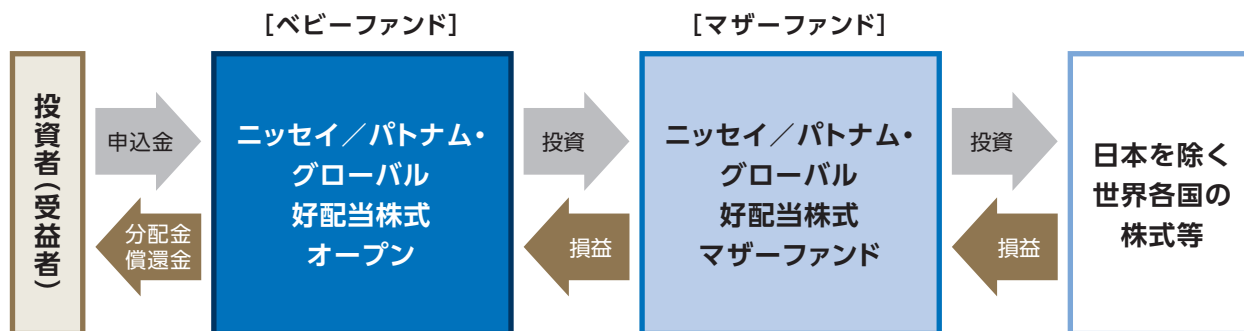 ［ベビーファンド］
［マザーファンド］
投資者（受益者）
申込金
分配金
償還金
ニッセイ／パトナム・
グローバル
好配当株式
オープン
投資
損益
ニッセイ／パトナム・
グローバル
好配当株式
マザーファンド
投資
損益
日本を除く
世界各国の
株式等